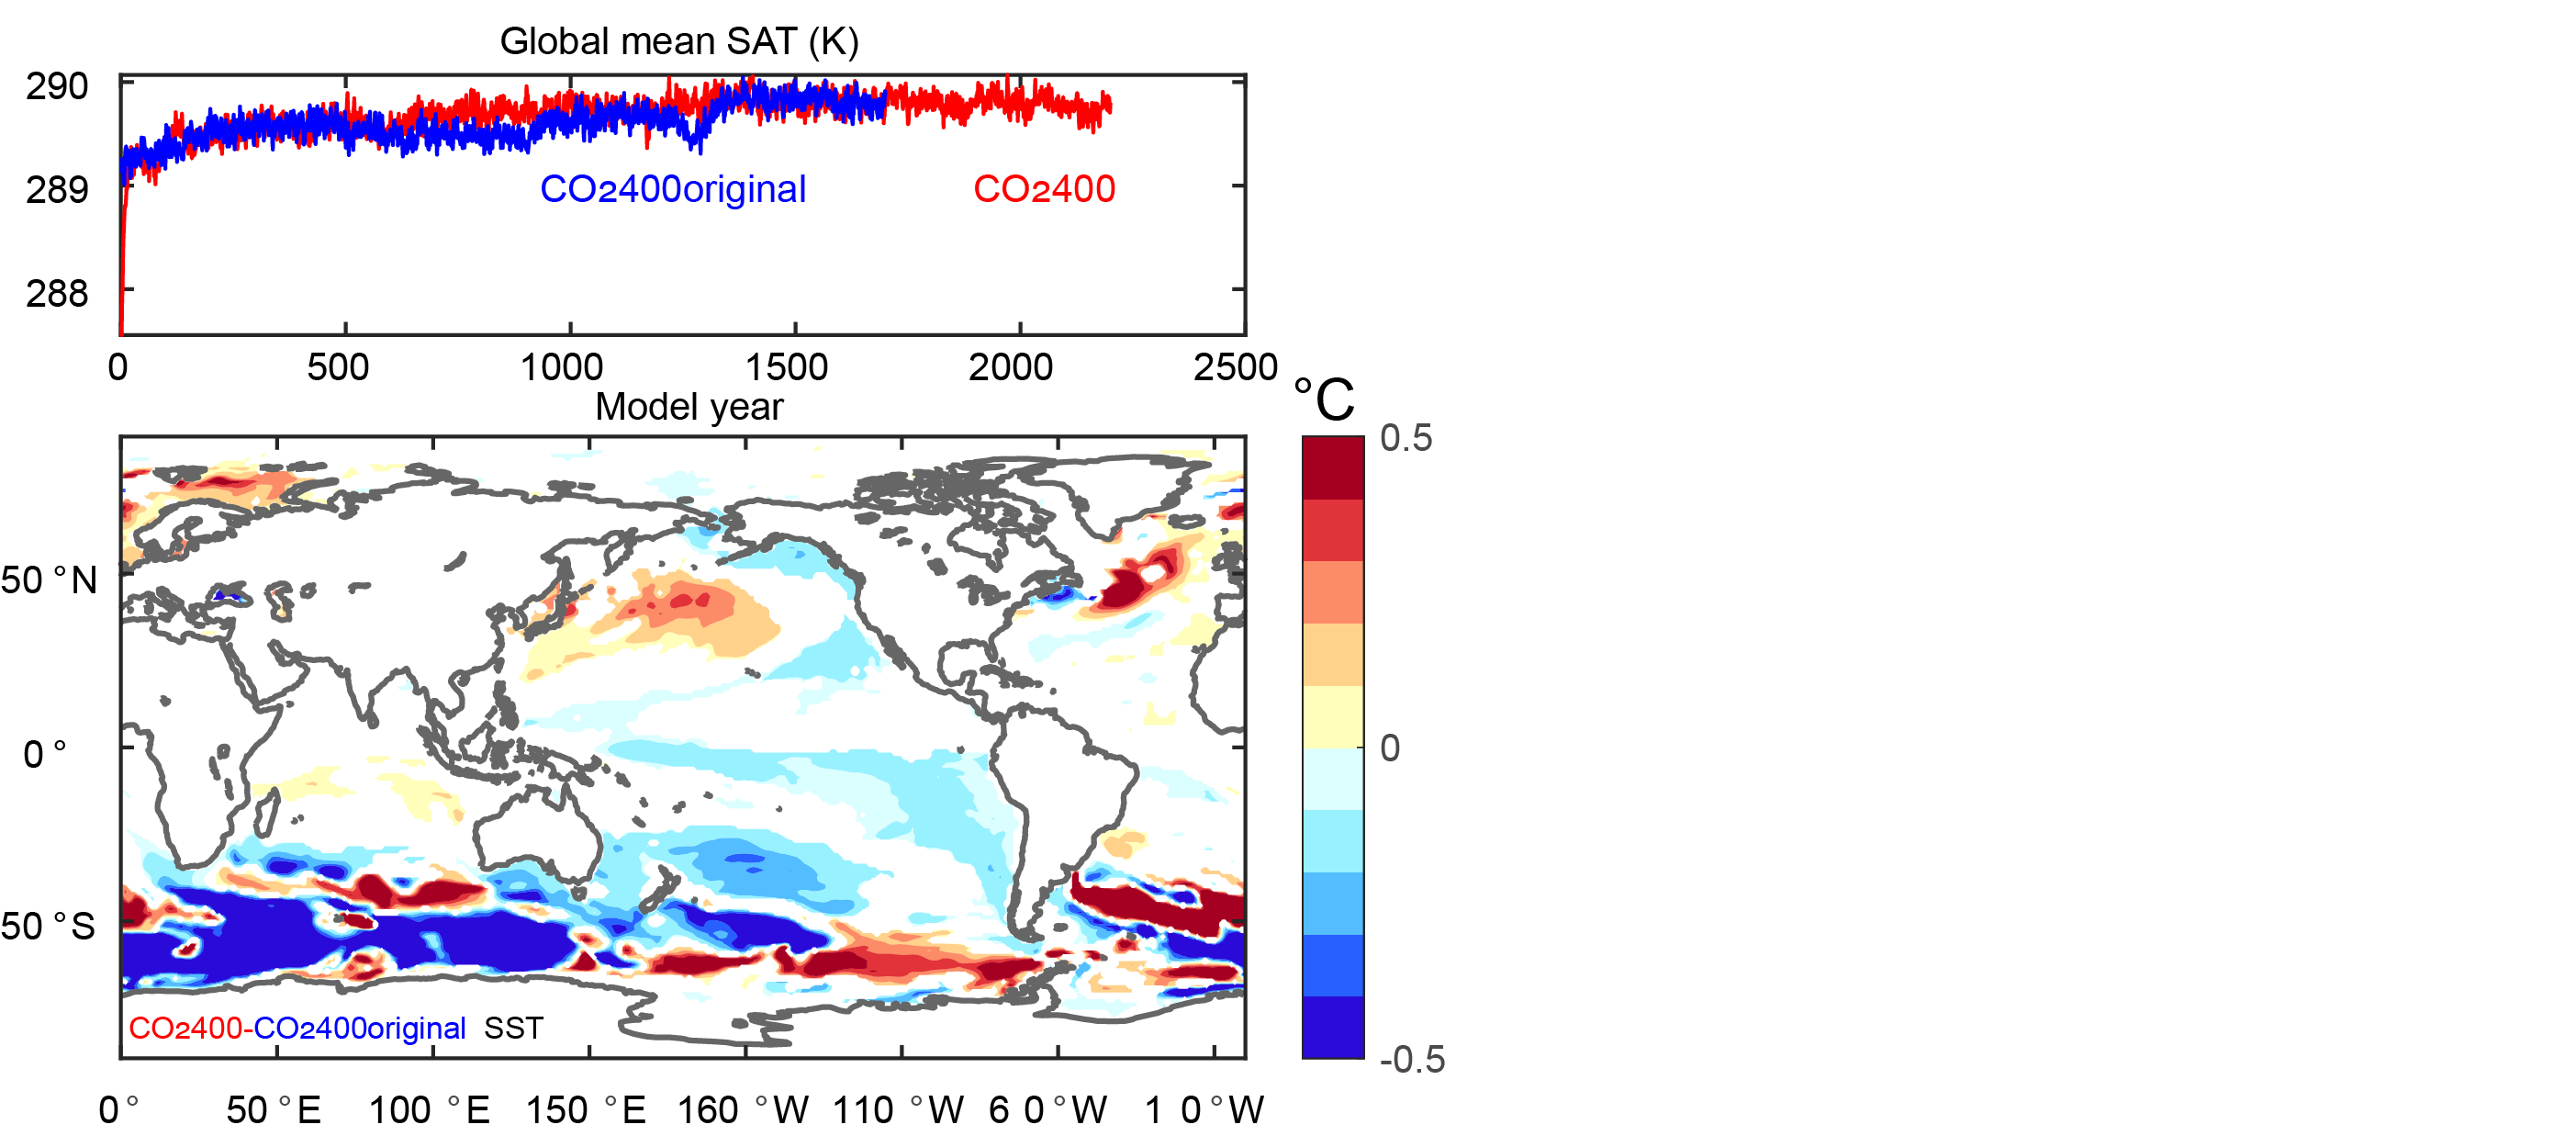 Global mean SAT (K)
290
289
288
CO2400original
CO2400
0 500 1000 1500 2000 2500
Model year
°C
0.5
0
-0.5
50 °N
0 °
50 °S
CO2400-CO2400original SST
0° 50 °E 100 °E 150 °E 160 °W 110 °W 6 0°W 1 0°W